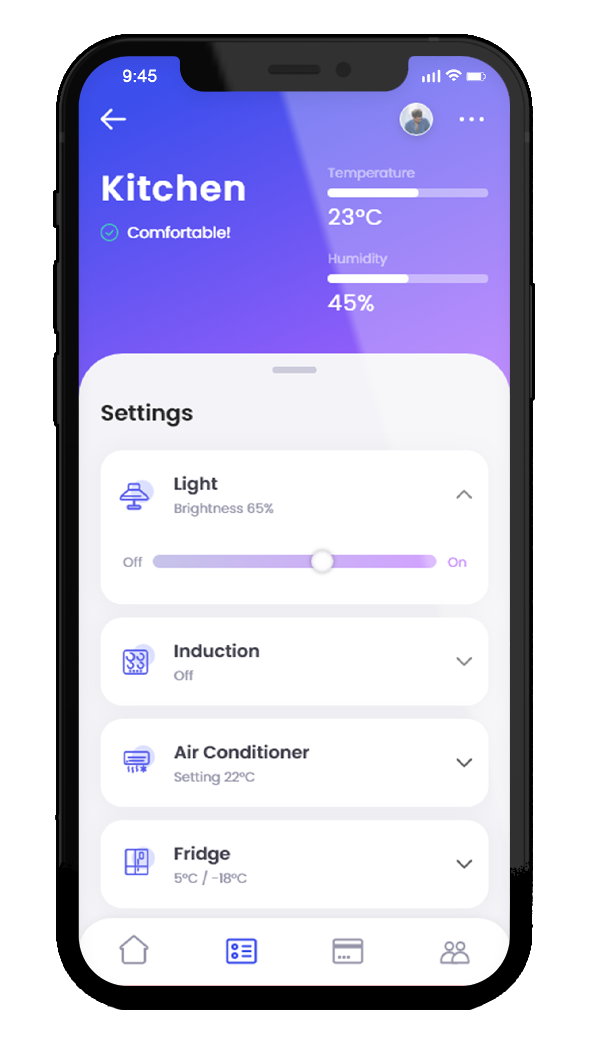 9:45
Kitchen
Comfortable!
Temperature
23°C
Humidity
45%
Settings
Light
Brightness 65%
Off
On
Induction
Off
Air Conditioner
Setting 22°C
Fridge
5°C / -18°C